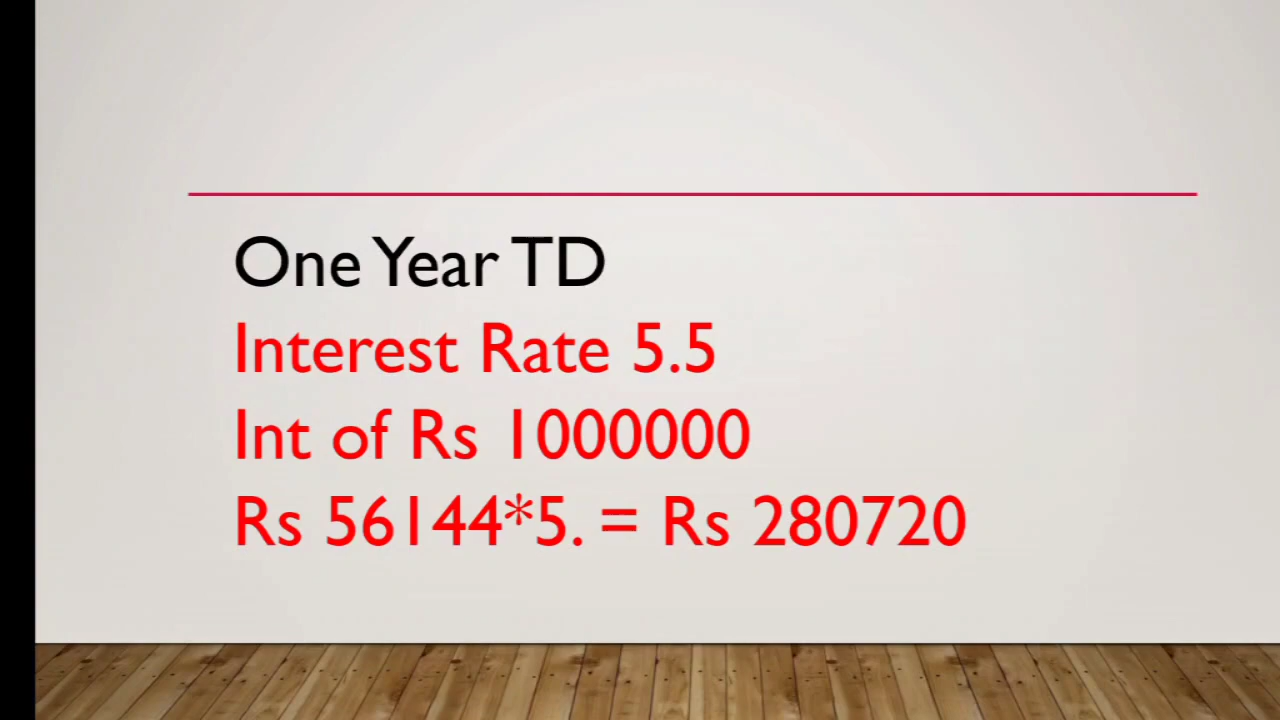 One Year TD
Interest Rate 5.5
Int of Rs 1000000
Rs 56144*5. = Rs 280720